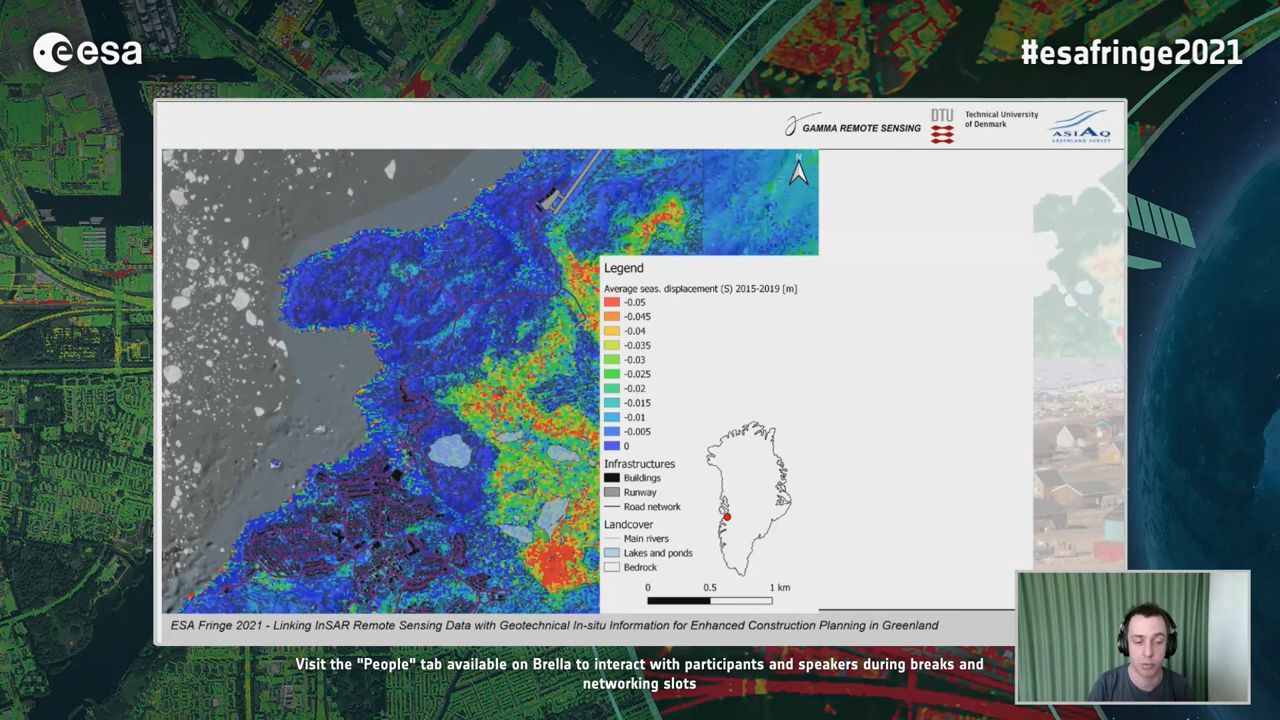 esa
#esafringe2021
GAMMA REMOTE SENSING
DTU
Technical University
of Denmark
ASIAQ
GREENLAND SURVEY
N
Legend
Average seas. displacement (S) 2015-2019 [m]
-0.05
-0.045
-0.04
-0.035
-0.03
-0.025
-0.02
-0.015
-0.01
-0.005
0
Infrastructures
Buildings
Runway
Road network
Landcover
Main rivers
Lakes and ponds
Bedrock
0 0.5 1 km
ESA Fringe 2021 - Linking InSAR Remote Sensing Data with Geotechnical In-situ Information for Enhanced Construction Planning in Greenland
Visit the "People" tab available on Brella to interact with participants and speakers during breaks and
networking slots